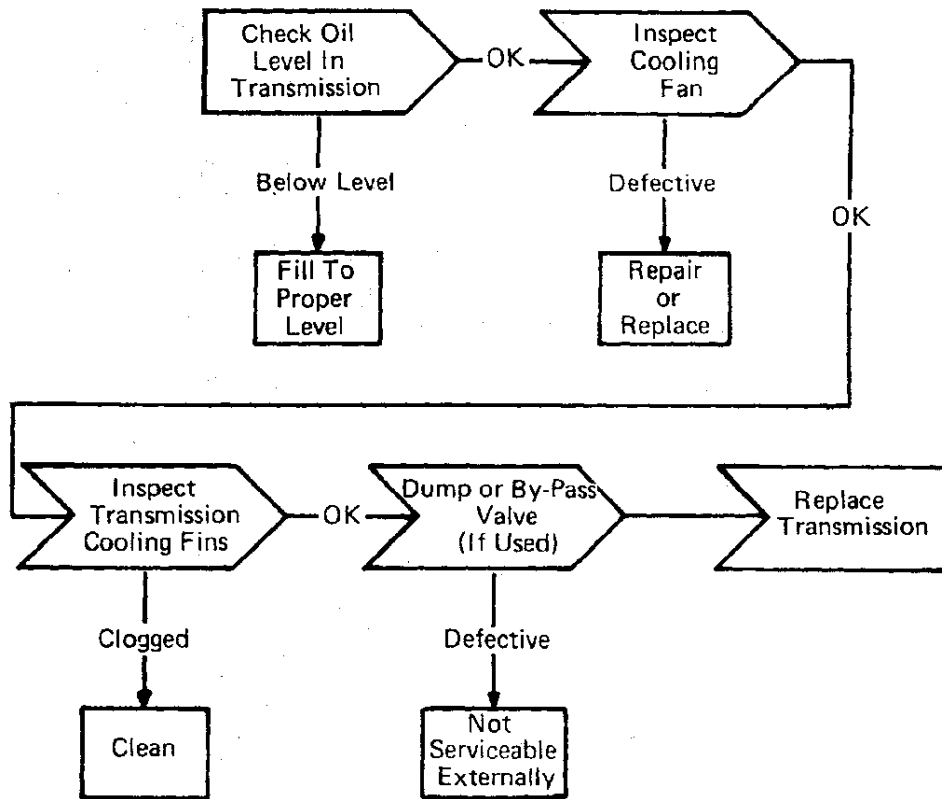 Check Oil
Level In
Transmission
OK
Inspect
Cooling
Fan
Below Level
Defective
OK
Fill To
Proper
Level
Repair
or
Replace
Inspect
Transmission
Cooling Fins
OK
Dump or By-Pass
Valve
(If Used)
Replace
Transmission
Clogged
Defective
Clean
Not
Serviceable
Externally